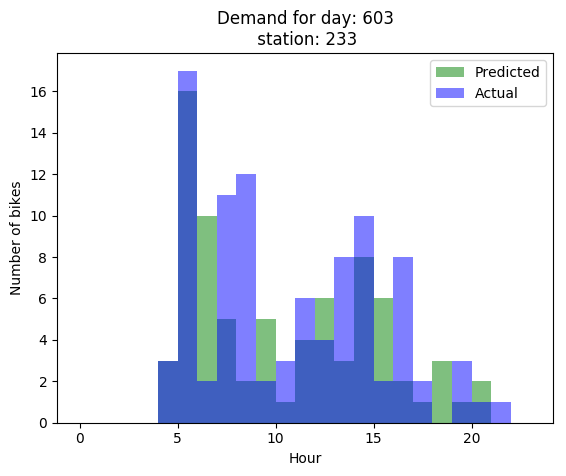 Demand for day: 603
station: 233
Predicted
Actual
Number of bikes
16
14
12
10
8
6
4
2
0
0
5
10
15
20
Hour